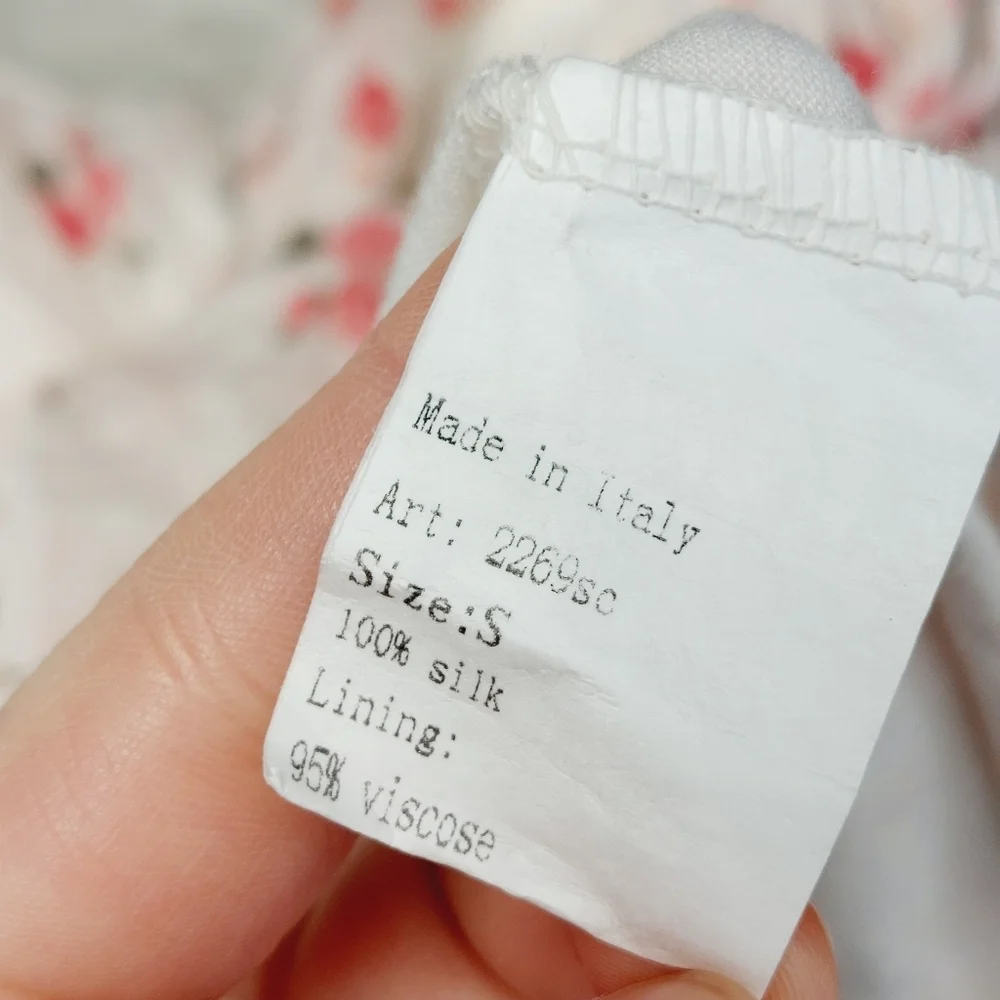 Made in Italy
Art: 2269sc
Size:S
100% silk
Lining:
95% viscose